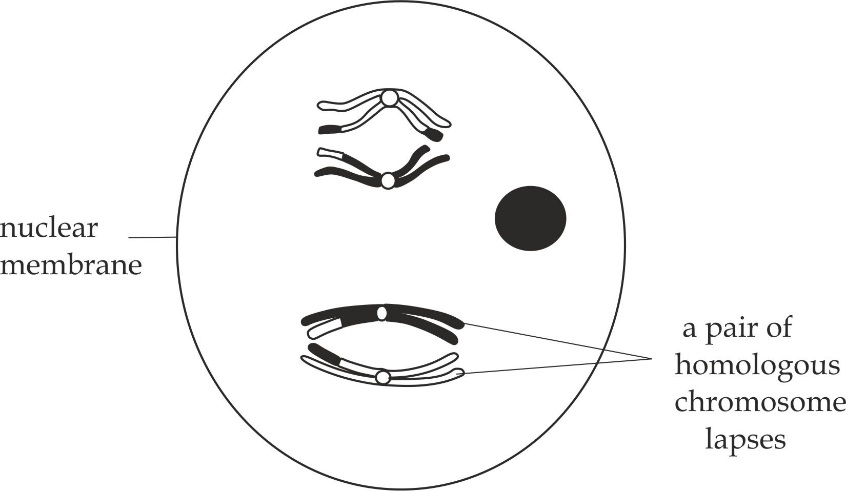 nuclear
membrane
a pair of
homologous
chromosome
lapses